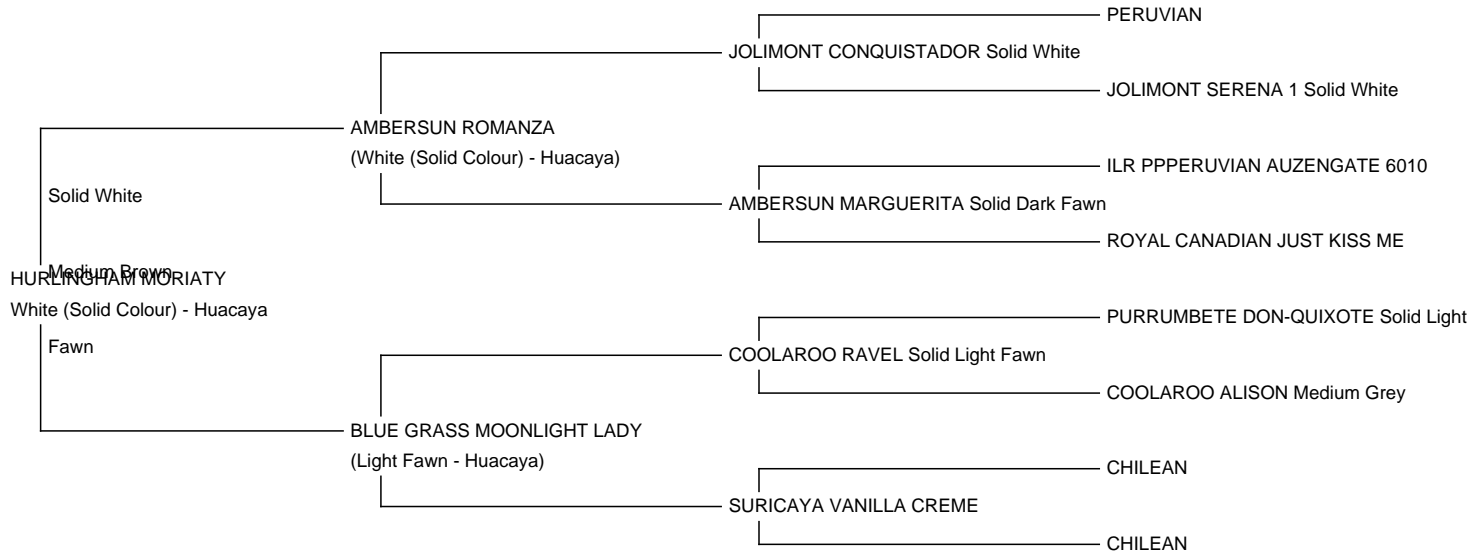 PERUVIAN
JOLIMONT CONQUISTADOR Solid White
JOLIMONT SERENA 1 Solid White
AMBERSUN ROMANZA
(White (Solid Colour) - Huacaya)
ILR PPPERUVIAN AUZENGATE 6010
Solid White
AMBERSUN MARGUERITA Solid Dark Fawn
ROYAL CANADIAN JUST KISS ME
Medium Brown
HURLINGHAM MORIATY
White (Solid Colour) - Huacaya
PURRUMBETE DON-QUIXOTE Solid Light
Fawn
COOLAROO RAVEL Solid Light Fawn
COOLAROO ALISON Medium Grey
BLUE GRASS MOONLIGHT LADY
(Light Fawn - Huacaya)
CHILEAN
SURICAYA VANILLA CREME
CHILEAN